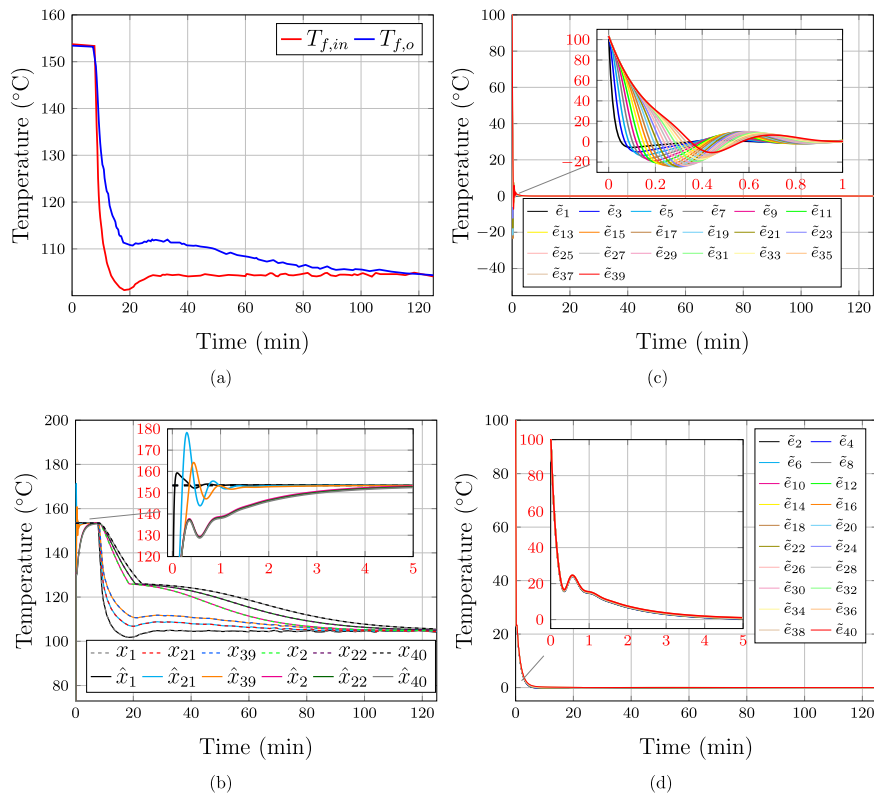 160
150
140
130
120
110
0 20 40 60 80 100 120
Temperature (°C)
Time (min)
T_{f,in} T_{f,o}
(a)
100
80
60
40
20
0
−20
−40
0 20 40 60 80 100 120
Temperature (°C)
Time (min)
100
80
60
40
20
0
−20
0 0.2 0.4 0.6 0.8 1
ẽ_1 ẽ_3 ẽ_5 ẽ_7 ẽ_9 ẽ_11
ẽ_13 ẽ_15 ẽ_17 ẽ_19 ẽ_21 ẽ_23
ẽ_25 ẽ_27 ẽ_29 ẽ_31 ẽ_33 ẽ_35
ẽ_37 ẽ_39
(c)
200
180
160
140
120
100
80
0 20 40 60 80 100 120
Temperature (°C)
Time (min)
180
170
160
150
140
130
120
0 1 2 3 4 5
x_1 x_21 x_39 x_2 x_22 x_40
x̂_1 x̂_21 x̂_39 x̂_2 x̂_22 x̂_40
(b)
100
80
60
40
20
0
0 20 40 60 80 100 120
Temperature (°C)
Time (min)
100
80
60
40
20
0
0 1 2 3 4 5
ẽ_2 ẽ_4
ẽ_6 ẽ_8
ẽ_10 ẽ_12
ẽ_14 ẽ_16
ẽ_18 ẽ_20
ẽ_22 ẽ_24
ẽ_26 ẽ_28
ẽ_30 ẽ_32
ẽ_34 ẽ_36
ẽ_38 ẽ_40
(d)